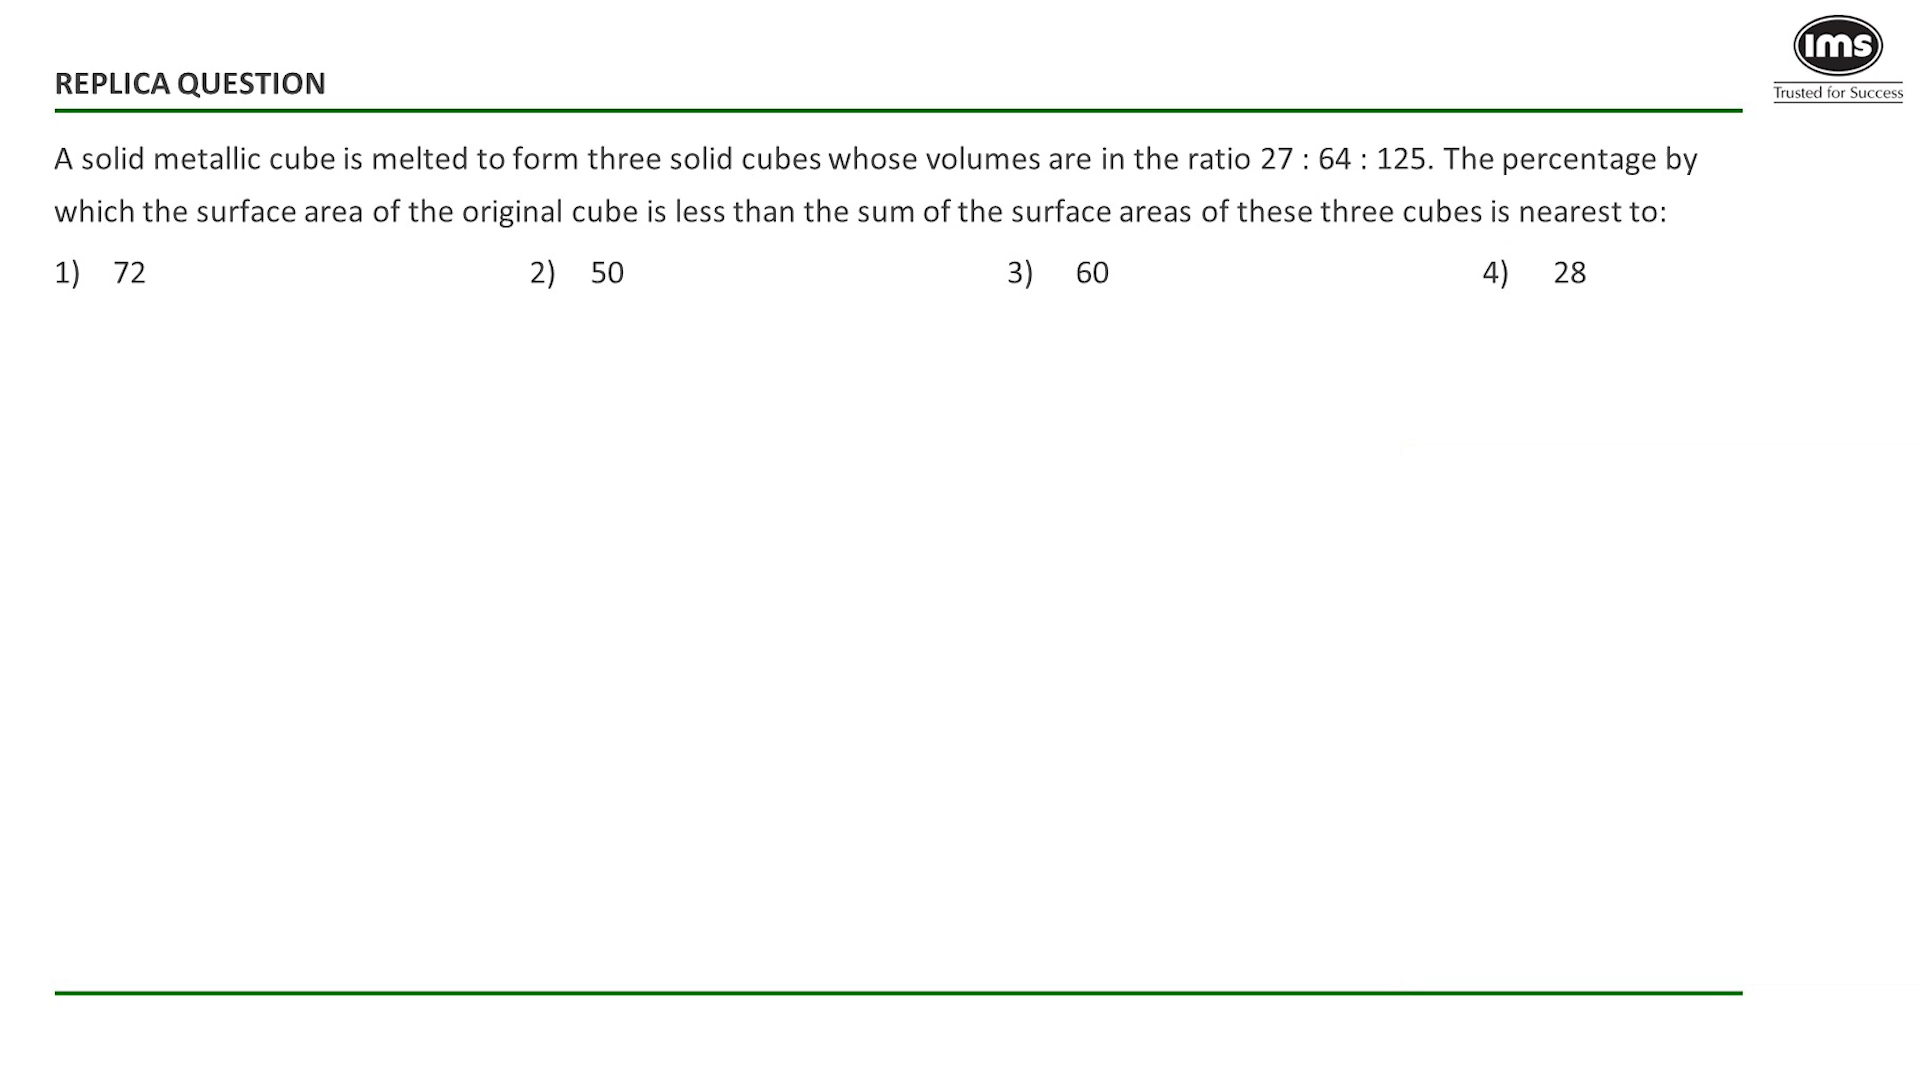 ims
Trusted for Success
REPLICA QUESTION
A solid metallic cube is melted to form three solid cubes whose volumes are in the ratio 27 : 64 : 125. The percentage by
which the surface area of the original cube is less than the sum of the surface areas of these three cubes is nearest to:
1) 72 2) 50 3) 60 4) 28